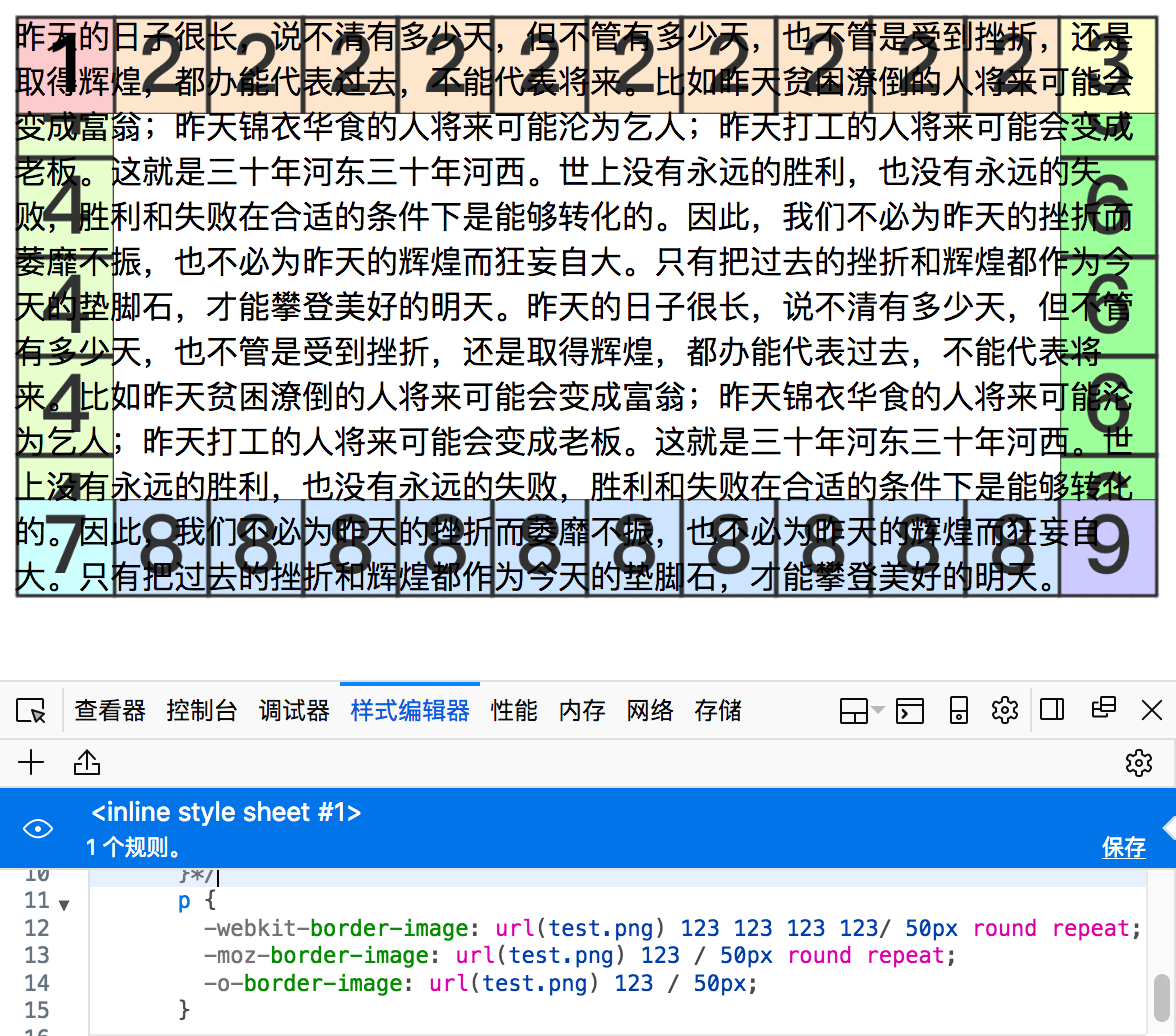 昨天的日子很长，说不清有多少天，但不管有多少天，也不管是受到挫折，还是
取得辉煌，都办能代表过去，不能代表将来。比如昨天贫困潦倒的人将来可能会
变成富翁；昨天锦衣华食的人将来可能沦为乞人；昨天打工的人将来可能会变成
老板。这就是三十年河东三十年河西。世上没有永远的胜利，也没有永远的失
败，胜利和失败在合适的条件下是能够转化的。因此，我们不必为昨天的挫折而
萎靡不振，也不必为昨天的辉煌而狂妄自大。只有把过去的挫折和辉煌都作为今
天的垫脚石，才能攀登美好的明天。昨天的日子很长，说不清有多少天，但不管
有多少天，也不管是受到挫折，还是取得辉煌，都办能代表过去，不能代表将
来。比如昨天贫困潦倒的人将来可能会变成富翁；昨天锦衣华食的人将来可能沦
为乞人；昨天打工的人将来可能会变成老板。这就是三十年河东三十年河西。世
上没有永远的胜利，也没有永远的失败，胜利和失败在合适的条件下是能够转化
的。因此，我们不必为昨天的挫折而萎靡不振，也不必为昨天的辉煌而狂妄自
大。只有把过去的挫折和辉煌都作为今天的垫脚石，才能攀登美好的明天。
1 2 2 2 2 2 2 2 2 2 2 3
4 6
4 6
4 6
7 8 8 8 8 8 8 8 8 8 8 9
查看器 控制台 调试器 样式编辑器 性能 内存 网络 存储
<inline style sheet #1>
1 个规则。 保存
10 }*/
11 p {
12 -webkit-border-image: url(test.png) 123 123 123 123/ 50px round repeat;
13 -moz-border-image: url(test.png) 123 / 50px round repeat;
14 -o-border-image: url(test.png) 123 / 50px;
15 }
16